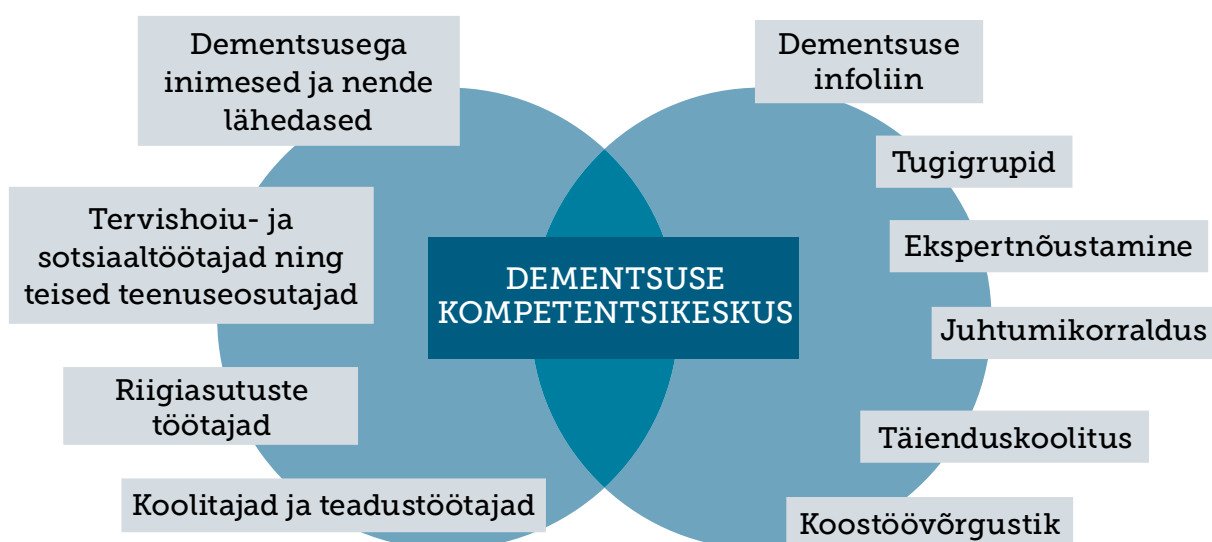 Dementsusega
inimesed ja nende
lähedased
Tervishoiu- ja
sotsiaaltöötajad ning
teised teenuseosutajad
Riigiasutuste
töötajad
Koolitajad ja teadustöötajad
DEMENTSUSE
KOMPETENTSIKESKUS
Dementsuse
infoliin
Tugigrupid
Ekspertnõustamine
Juhtumikorraldus
Täienduskoolitus
Koostöövõrgustik